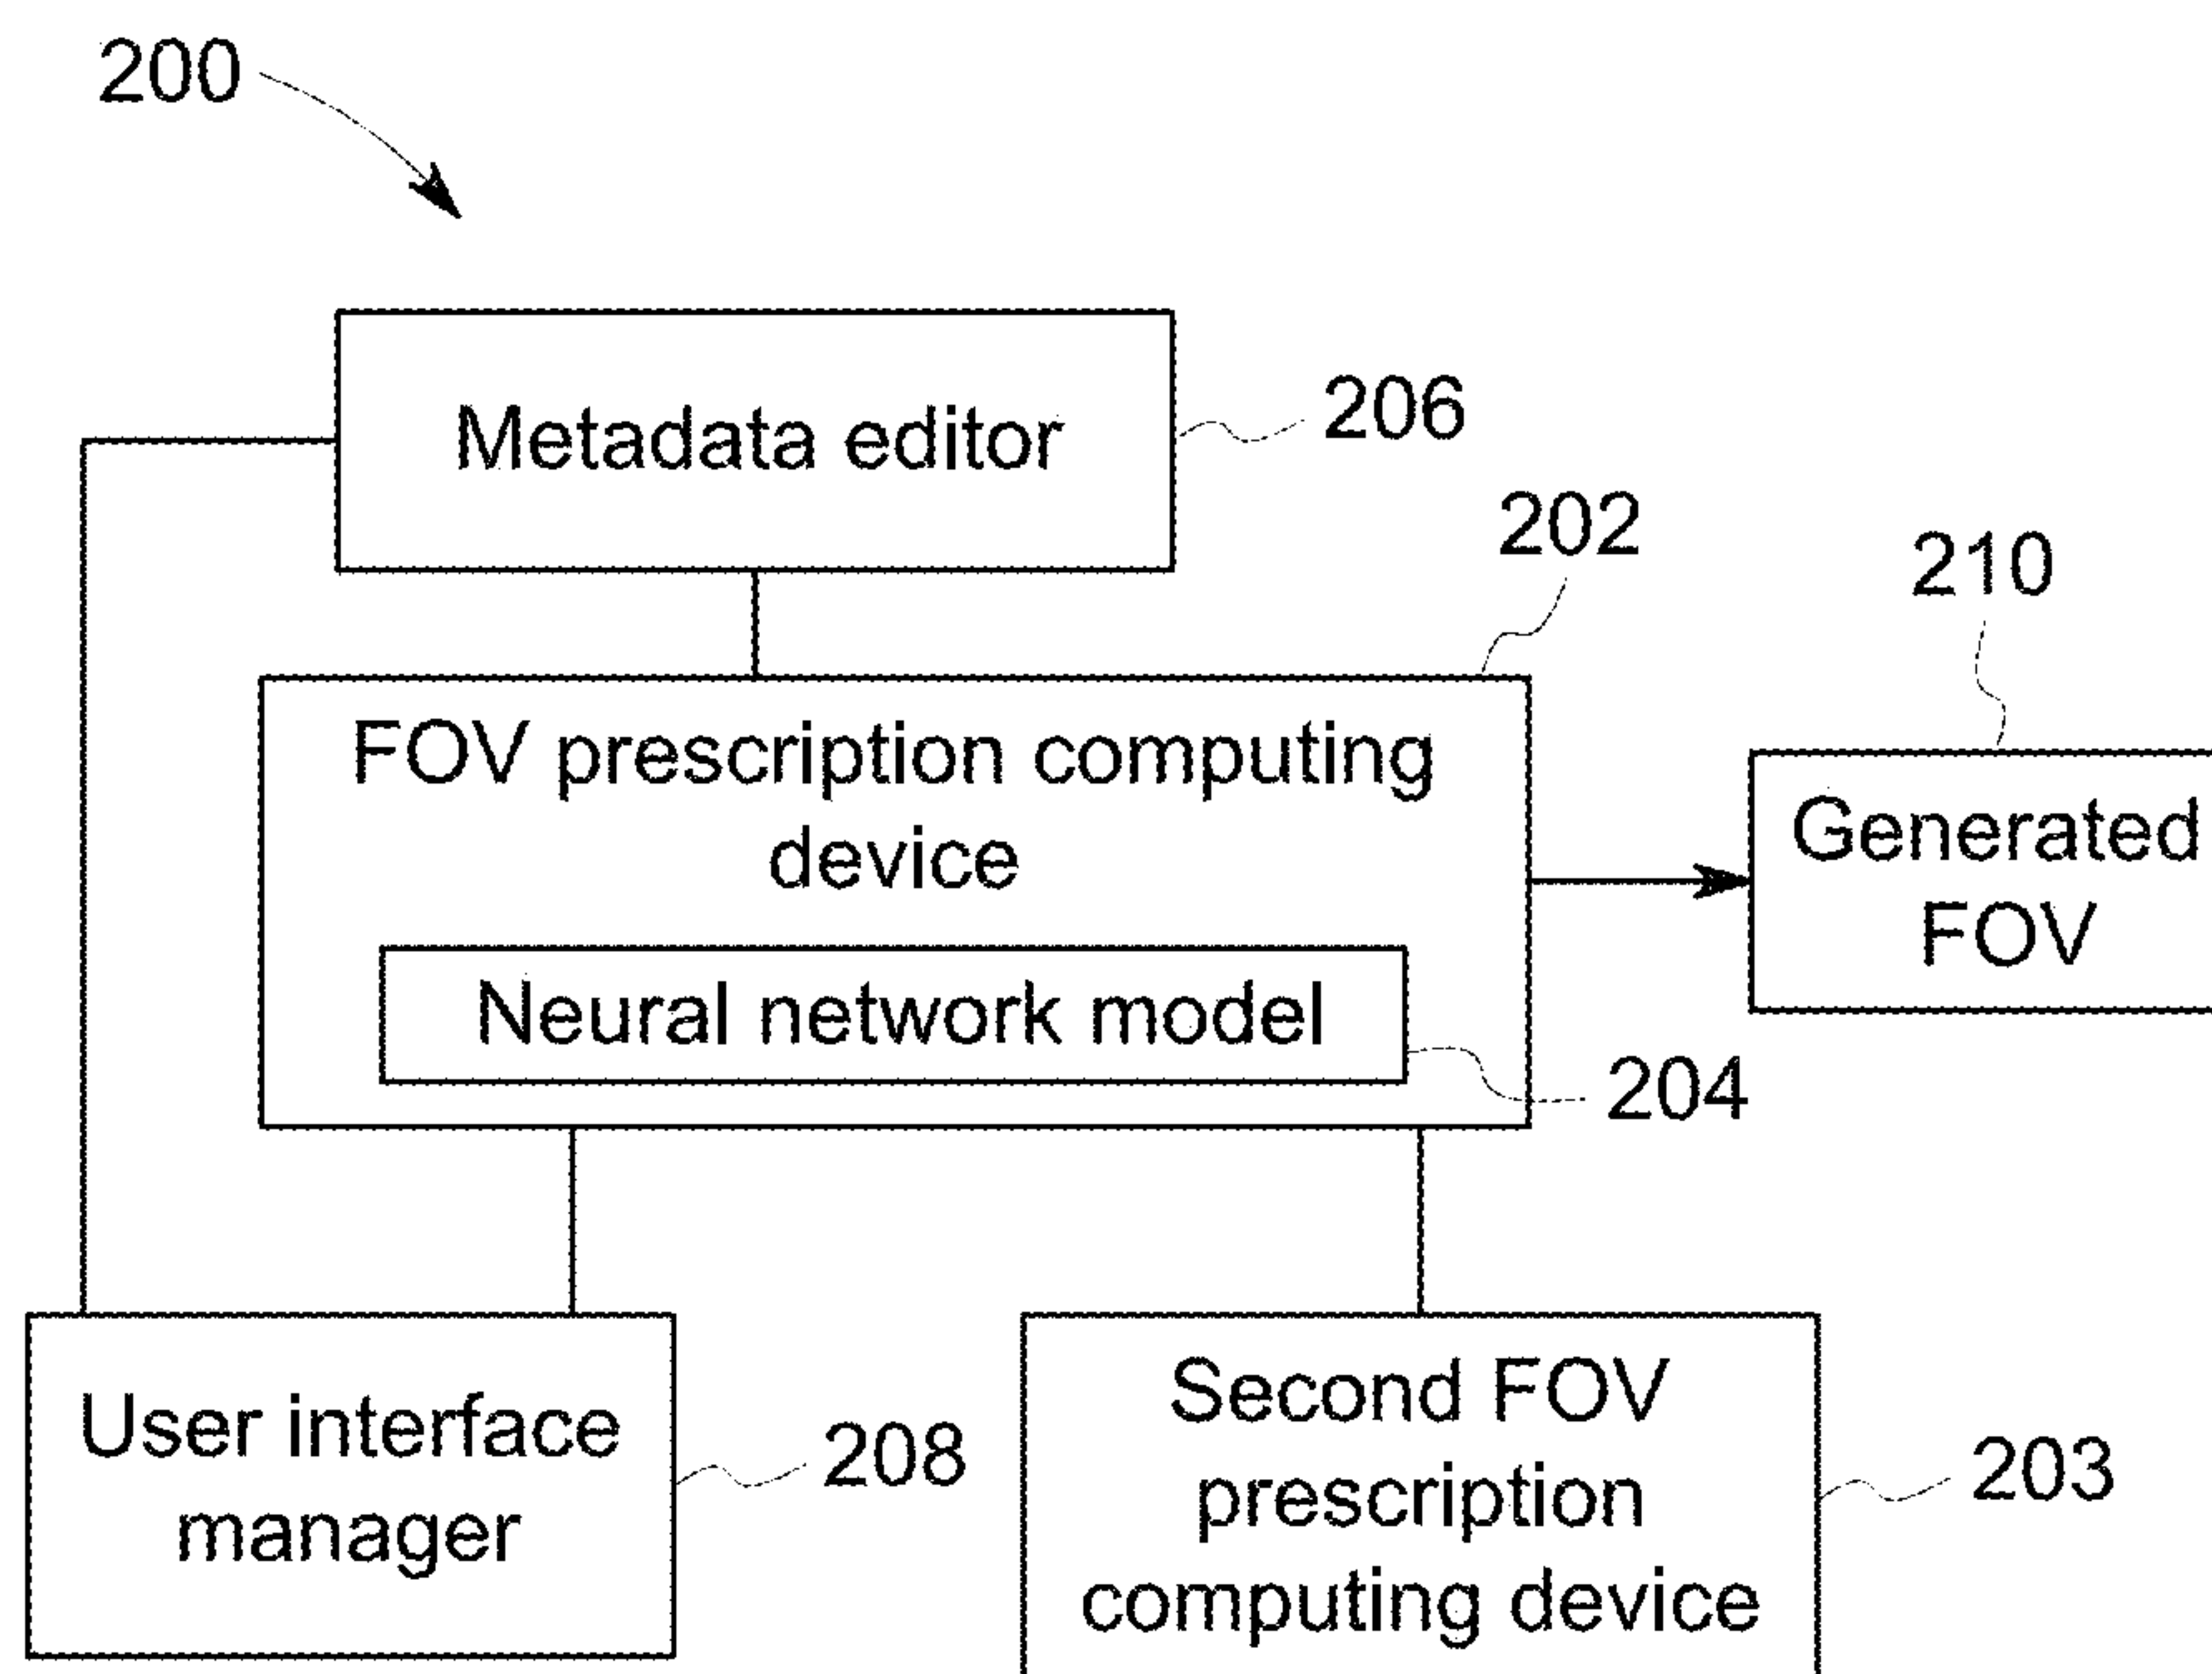 200
Metadata editor
206
202
210
FOV prescription computing
device
Generated
FOV
Neural network model
204
User interface
manager
208
Second FOV
prescription
computing device
203